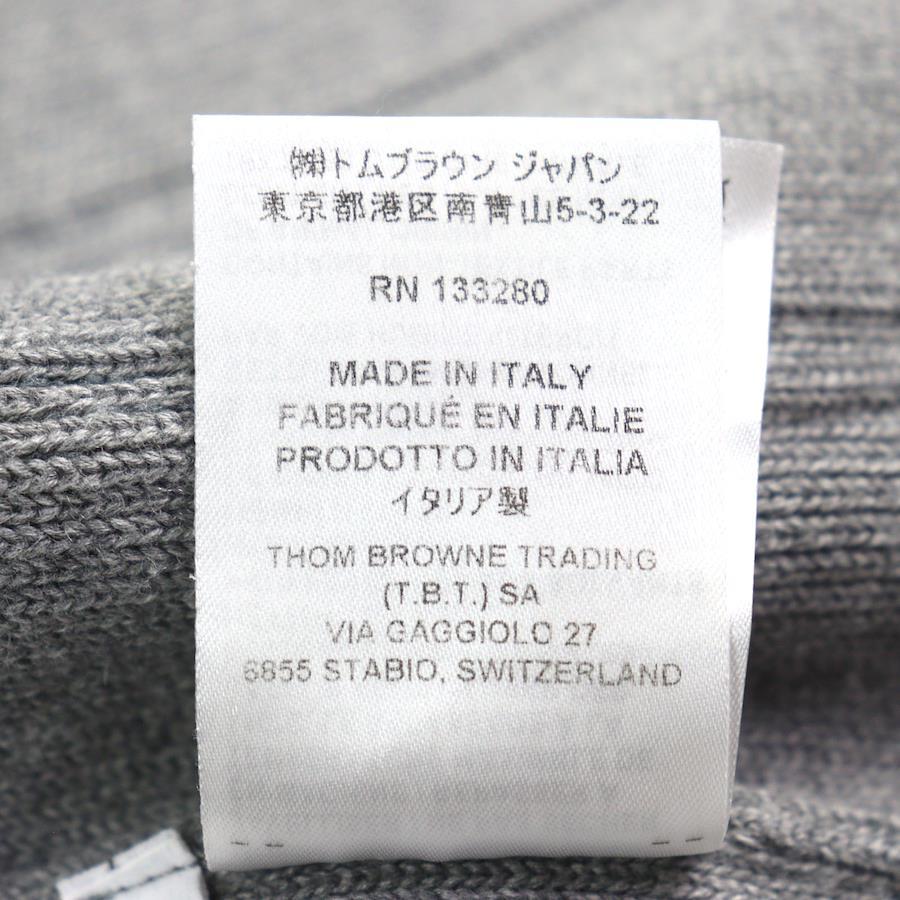 ㈱トムブラウン ジャパン
東京都港区南青山5-3-22
RN 133280
MADE IN ITALY
FABRIQUÉ EN ITALIE
PRODOTTO IN ITALIA
イタリア製
THOM BROWNE TRADING
(T.B.T.) SA
VIA GAGGIOLO 27
6855 STABIO, SWITZERLAND